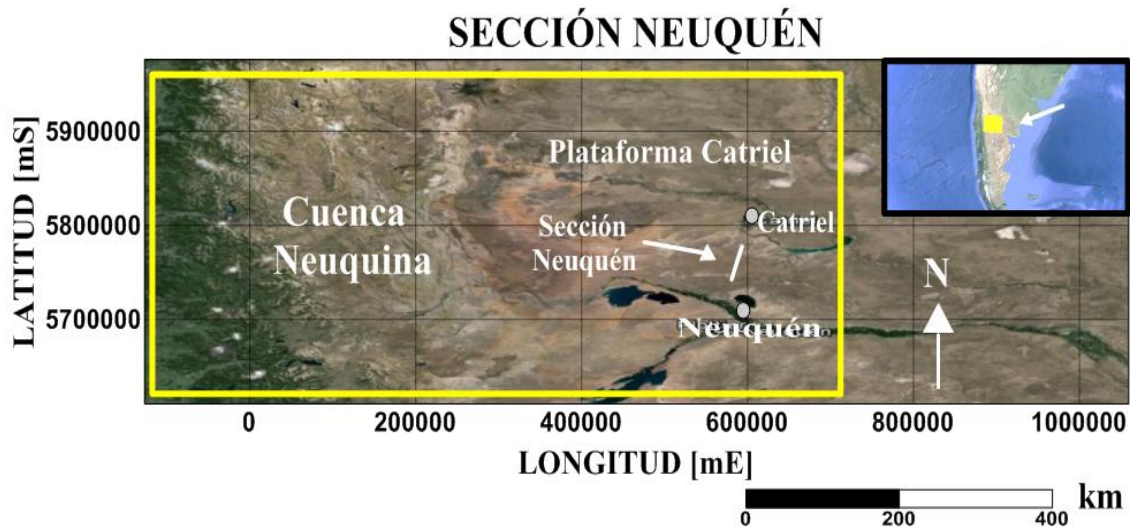 SECCIÓN NEUQUÉN
LATITUD [mS]
5900000
5800000
5700000
Plataforma Catriel
Cuenca
Neuquina
Sección
Neuquén
Catriel
Neuquén
N
0
200000
400000
600000
800000
1000000
LONGITUD [mE]
km
0
200
400